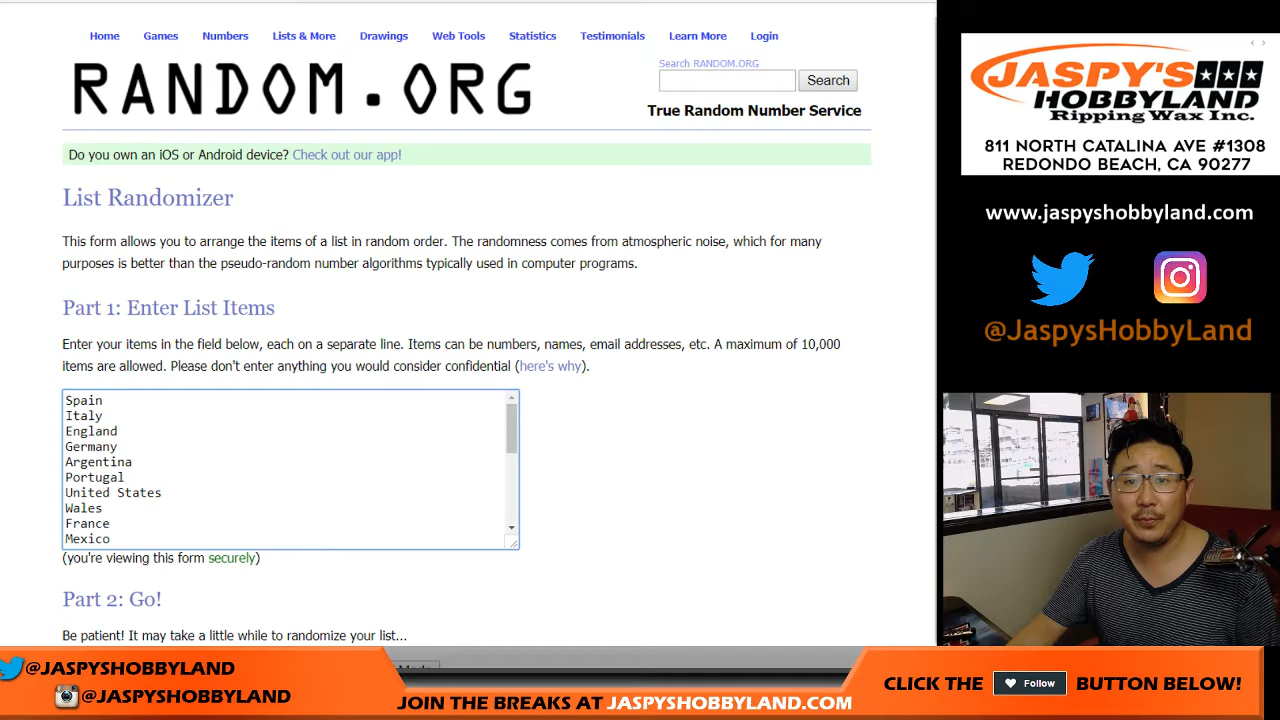 Home Games Numbers Lists & More Drawings Web Tools Statistics Testimonials Learn More Login
RANDOM.ORG
Search RANDOM.ORG
Search
True Random Number Service
Do you own an iOS or Android device? Check out our app!
List Randomizer
This form allows you to arrange the items of a list in random order. The randomness comes from atmospheric noise, which for many
purposes is better than the pseudo-random number algorithms typically used in computer programs.
Part 1: Enter List Items
Enter your items in the field below, each on a separate line. Items can be numbers, names, email addresses, etc. A maximum of 10,000
items are allowed. Please don't enter anything you would consider confidential (here's why).
Spain
Italy
England
Germany
Argentina
Portugal
United States
Wales
France
Mexico
(you're viewing this form securely)
Part 2: Go!
Be patient! It may take a little while to randomize your list...
JASPY'S
HOBBYLAND
Ripping Wax Inc.
811 NORTH CATALINA AVE #1308
REDONDO BEACH, CA 90277
www.jaspyshobbyland.com
@JaspysHobbyLand
@JASPYSHOBBYLAND
@JASPYSHOBBYLAND
JOIN THE BREAKS AT JASPYSHOBBYLAND.COM
CLICK THE Follow BUTTON BELOW!